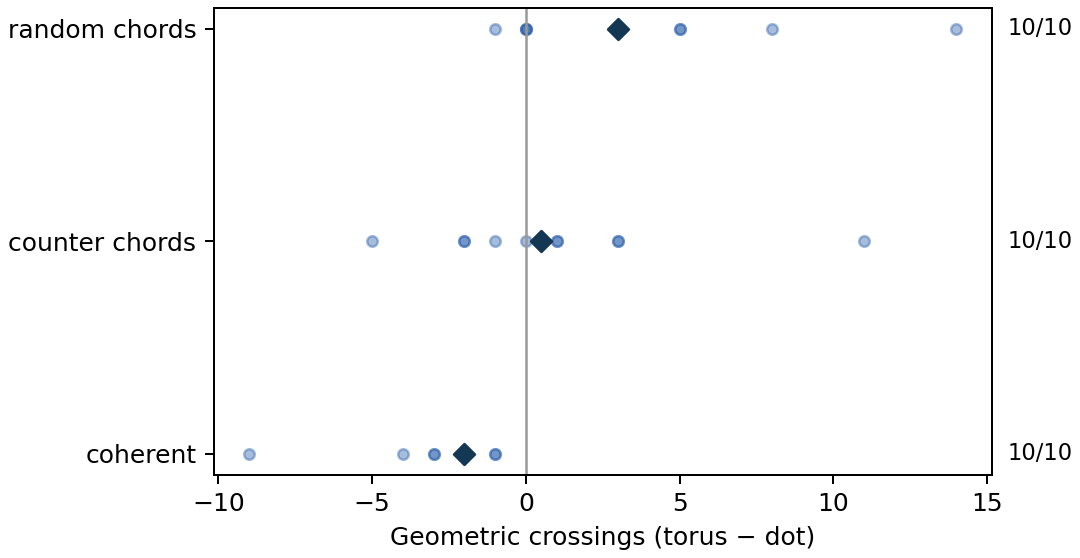 random chords
10/10
counter chords
10/10
coherent
10/10
−10
−5
0
5
10
15
Geometric crossings (torus − dot)